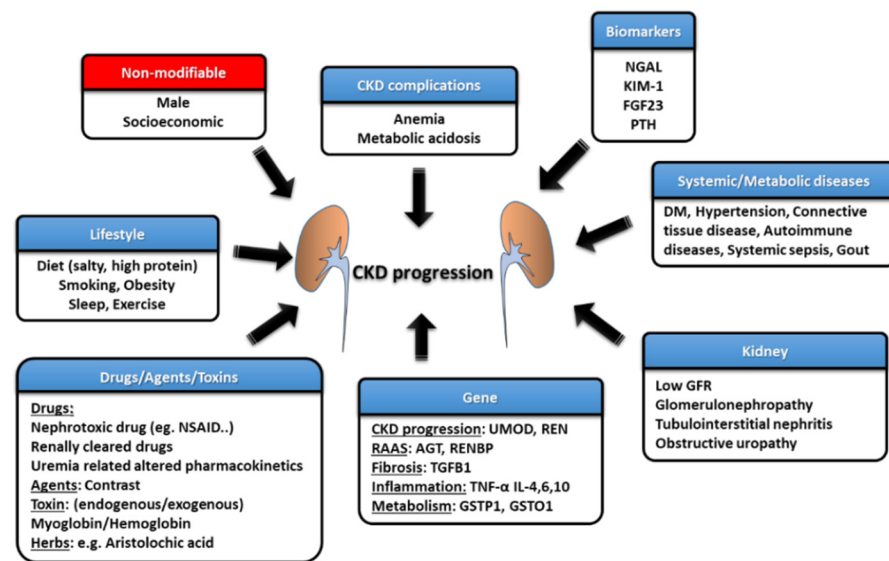 Non-modifiable
Male
Socioeconomic
CKD complications
Anemia
Metabolic acidosis
Biomarkers
NGAL
KIM-1
FGF23
PTH
Systemic/Metabolic diseases
DM, Hypertension, Connective
tissue disease, Autoimmune
diseases, Systemic sepsis, Gout
Lifestyle
Diet (salty, high protein)
Smoking, Obesity
Sleep, Exercise
CKD progression
Drugs/Agents/Toxins
Drugs:
Nephrotoxic drug (eg. NSAID..)
Renally cleared drugs
Uremia related altered pharmacokinetics
Agents: Contrast
Toxin: (endogenous/exogenous)
Myoglobin/Hemoglobin
Herbs: e.g. Aristolochic acid
Gene
CKD progression: UMOD, REN
RAAS: AGT, RENBP
Fibrosis: TGFB1
Inflammation: TNF-α IL-4,6,10
Metabolism: GSTP1, GSTO1
Kidney
Low GFR
Glomerulonephropathy
Tubulointerstitial nephritis
Obstructive uropathy